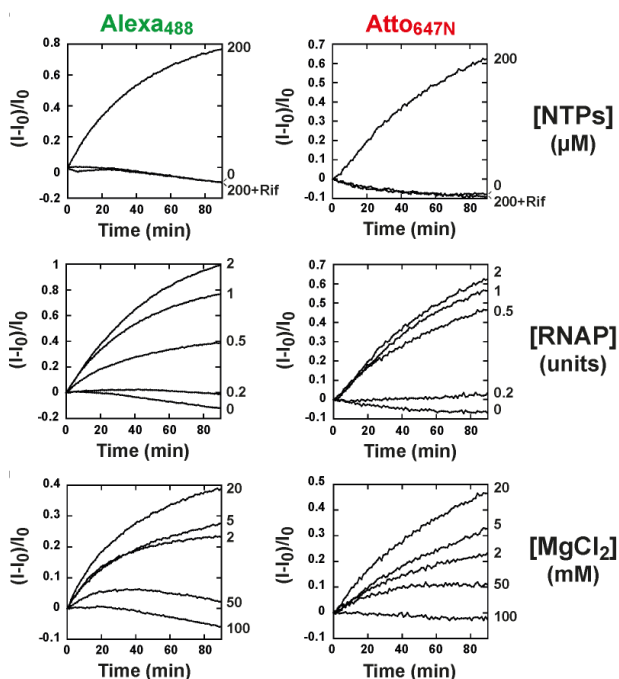 Alexa488 Atto647N
0.8 0.6 0.4 0.2 0 -0.2
(I-I0)/I0
0 20 40 60 80
Time (min)
200
0
200+Rif
0.7 0.6 0.5 0.4 0.3 0.2 0.1 0 -0.1
(I-I0)/I0
0 20 40 60 80
Time (min)
200
0
200+Rif
[NTPs]
(µM)
1 0.8 0.6 0.4 0.2 0 -0.2
(I-I0)/I0
0 20 40 60 80
Time (min)
2
1
0.5
0.2
0
0.7 0.6 0.5 0.4 0.3 0.2 0.1 0 -0.1
(I-I0)/I0
0 20 40 60 80
Time (min)
2
1
0.5
0.2
0
[RNAP]
(units)
0.4 0.3 0.2 0.1 0 -0.1
(I-I0)/I0
0 20 40 60 80
Time (min)
20
5
2
50
100
0.5 0.4 0.3 0.2 0.1 0 -0.1
(I-I0)/I0
0 20 40 60 80
Time (min)
20
5
2
50
100
[MgCl2]
(mM)